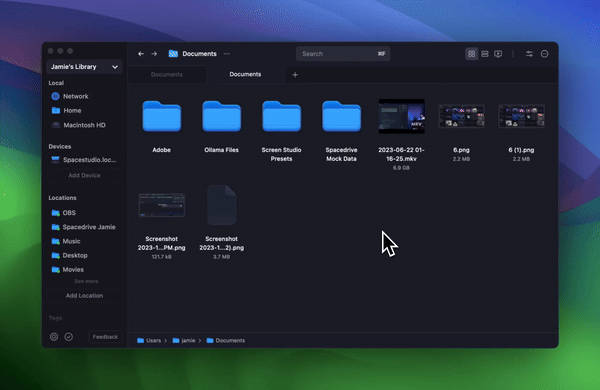 Jamie's Library
Documents
Search
⌘F
Documents
Documents
Local
Network
Home
Macintosh HD
Devices
Spacestudio.loc...
Add Device
Locations
OBS
Spacedrive Jamie
Music
Desktop
Movies
See more
Add Location
Tags
Feedback
Adobe
Ollama Files
Screen Studio
Presets
Spacedrive
Mock Data
2023-06-22 01-
16-25.mkv
6.9 GB
6.png
2.2 MB
6 (1).png
2.2 MB
MKV
Screenshot
2023-1...PM.png
121.7 kB
Screenshot
2023-1...2).png
3.7 MB
Users
jamie
Documents